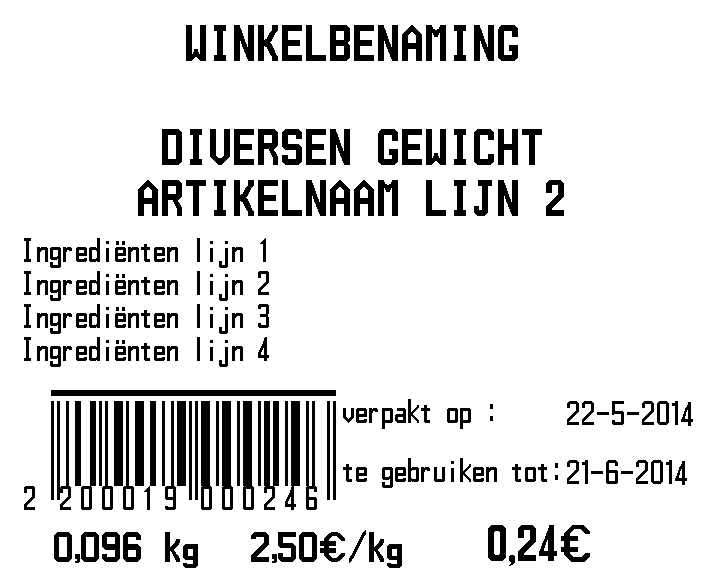 WINKELBENAMING
DIVERSEN GEWICHT
ARTIKELNAAM LIJN 2
Ingrediënten lijn 1
Ingrediënten lijn 2
Ingrediënten lijn 3
Ingrediënten lijn 4
verpakt op : 22-5-2014
te gebruiken tot: 21-6-2014
2 200019 000246
0,096 kg 2,50€/kg 0,24€